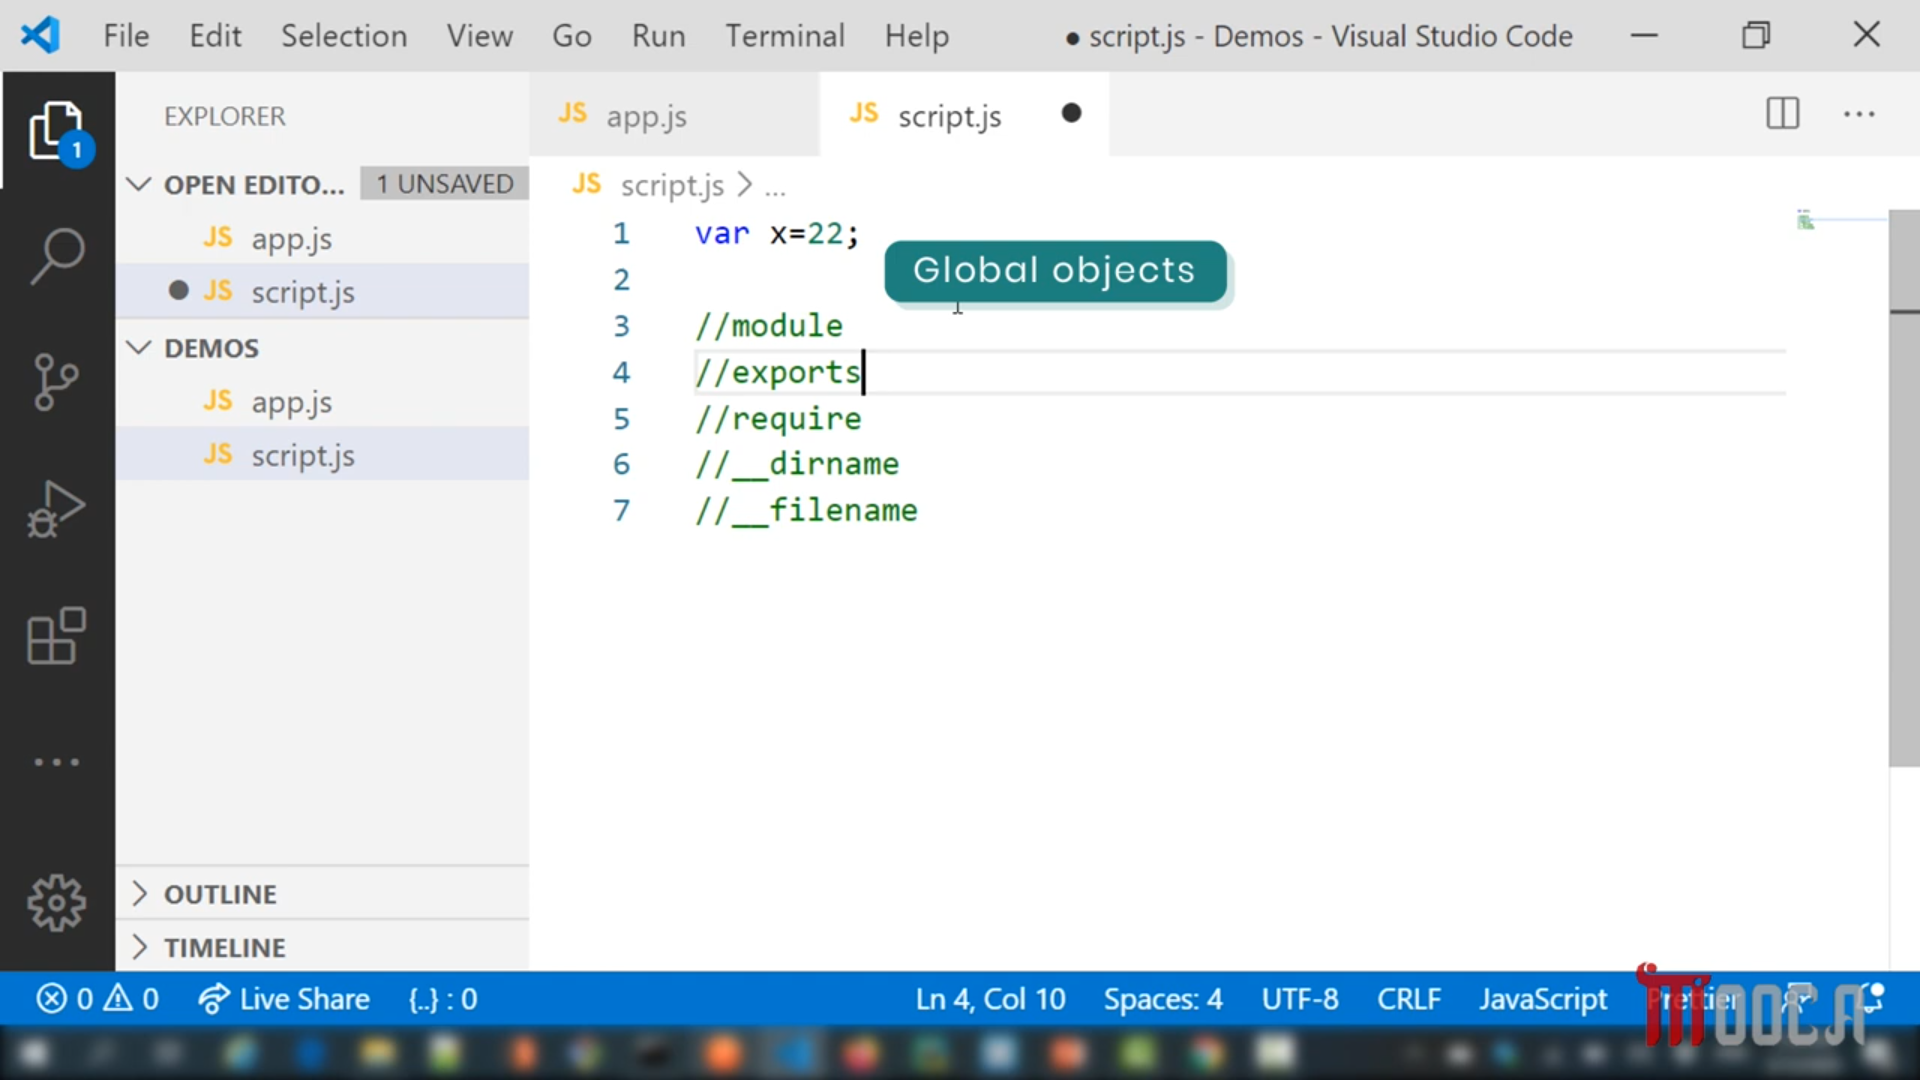 File Edit Selection View Go Run Terminal Help ● script.js - Demos - Visual Studio Code
EXPLORER
1
OPEN EDITO... 1 UNSAVED
JS app.js
JS script.js
DEMOS
JS app.js
JS script.js
OUTLINE
TIMELINE
JS app.js JS script.js
JS script.js > ...
1 var x=22;
Global objects
2
3 //module
4 //exports
5 //require
6 //__dirname
7 //__filename
0 0 Live Share {..} : 0 Ln 4, Col 10 Spaces: 4 UTF-8 CRLF JavaScript Prettier
MOOCA